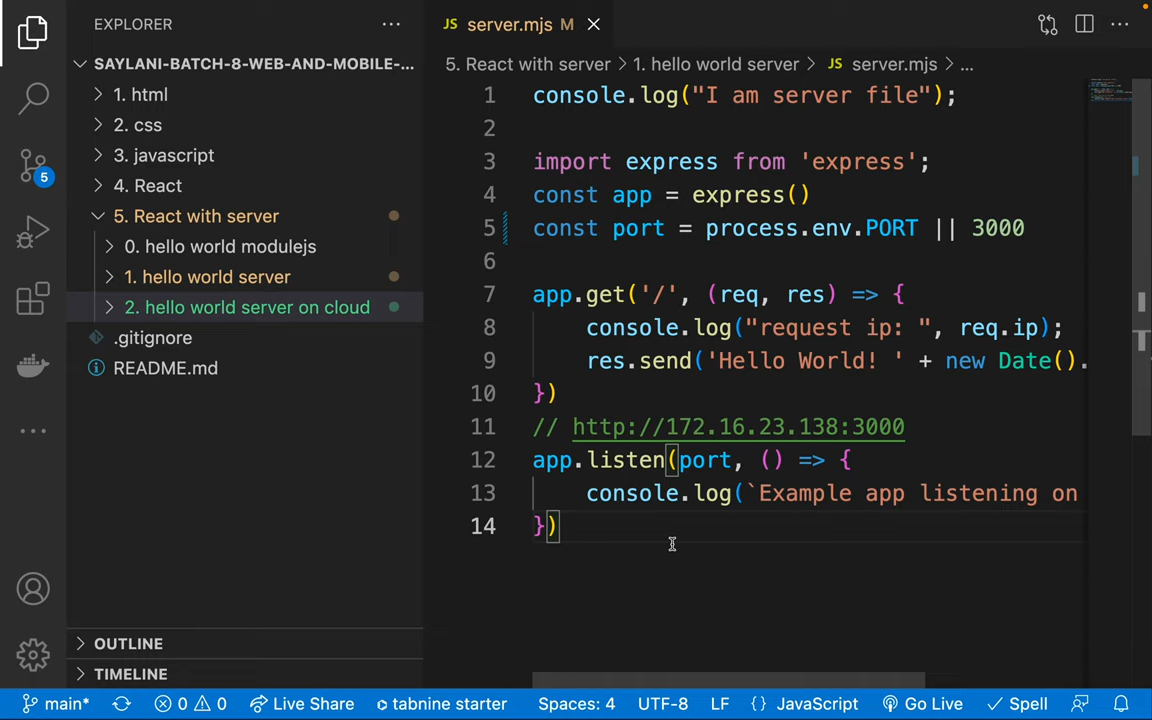 EXPLORER
SAYLANI-BATCH-8-WEB-AND-MOBILE-...
1. html
2. css
3. javascript
4. React
5. React with server
0. hello world modulejs
1. hello world server
2. hello world server on cloud
.gitignore
README.md
OUTLINE
TIMELINE
5
JS server.mjs M
5. React with server > 1. hello world server > JS server.mjs > ...
1 console.log("I am server file");
2
3 import express from 'express';
4 const app = express()
5 const port = process.env.PORT || 3000
6
7 app.get('/', (req, res) => {
8 console.log("request ip: ", req.ip);
9 res.send('Hello World! ' + new Date().
10 })
11 // http://172.16.23.138:3000
12 app.listen(port, () => {
13 console.log(`Example app listening on
14 })
main* 0 0 Live Share tabnine starter Spaces: 4 UTF-8 LF {} JavaScript Go Live Spell